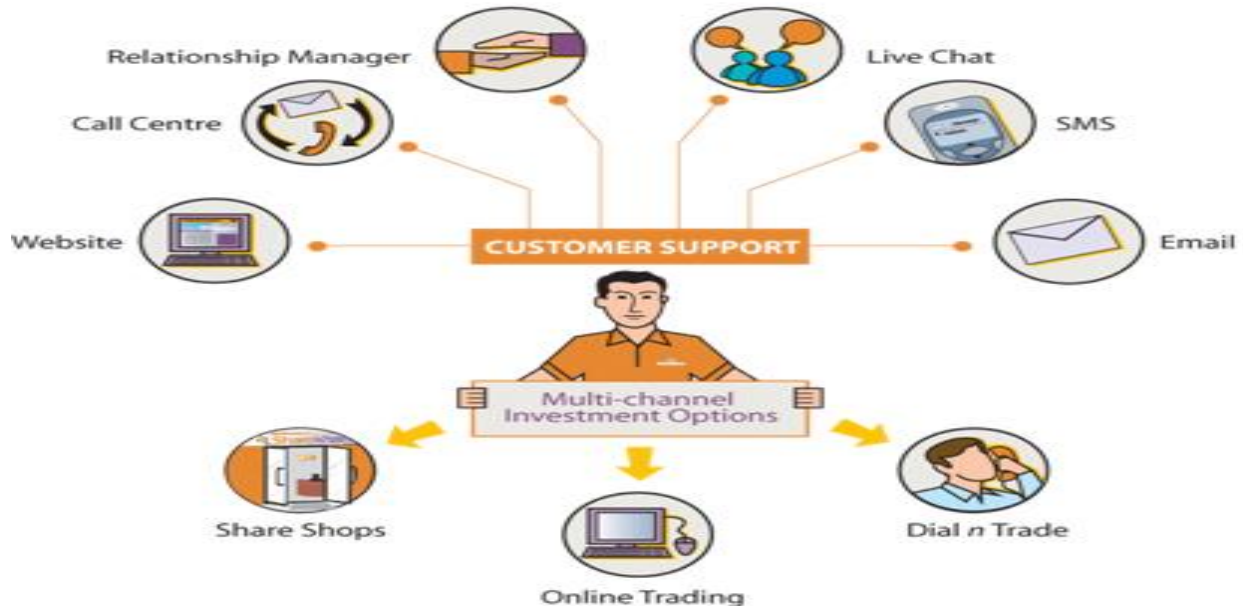 Relationship Manager
Live Chat
Call Centre
SMS
Website
CUSTOMER SUPPORT
Email
Multi-channel
Investment Options
Share Shops
Dial n Trade
Online Trading